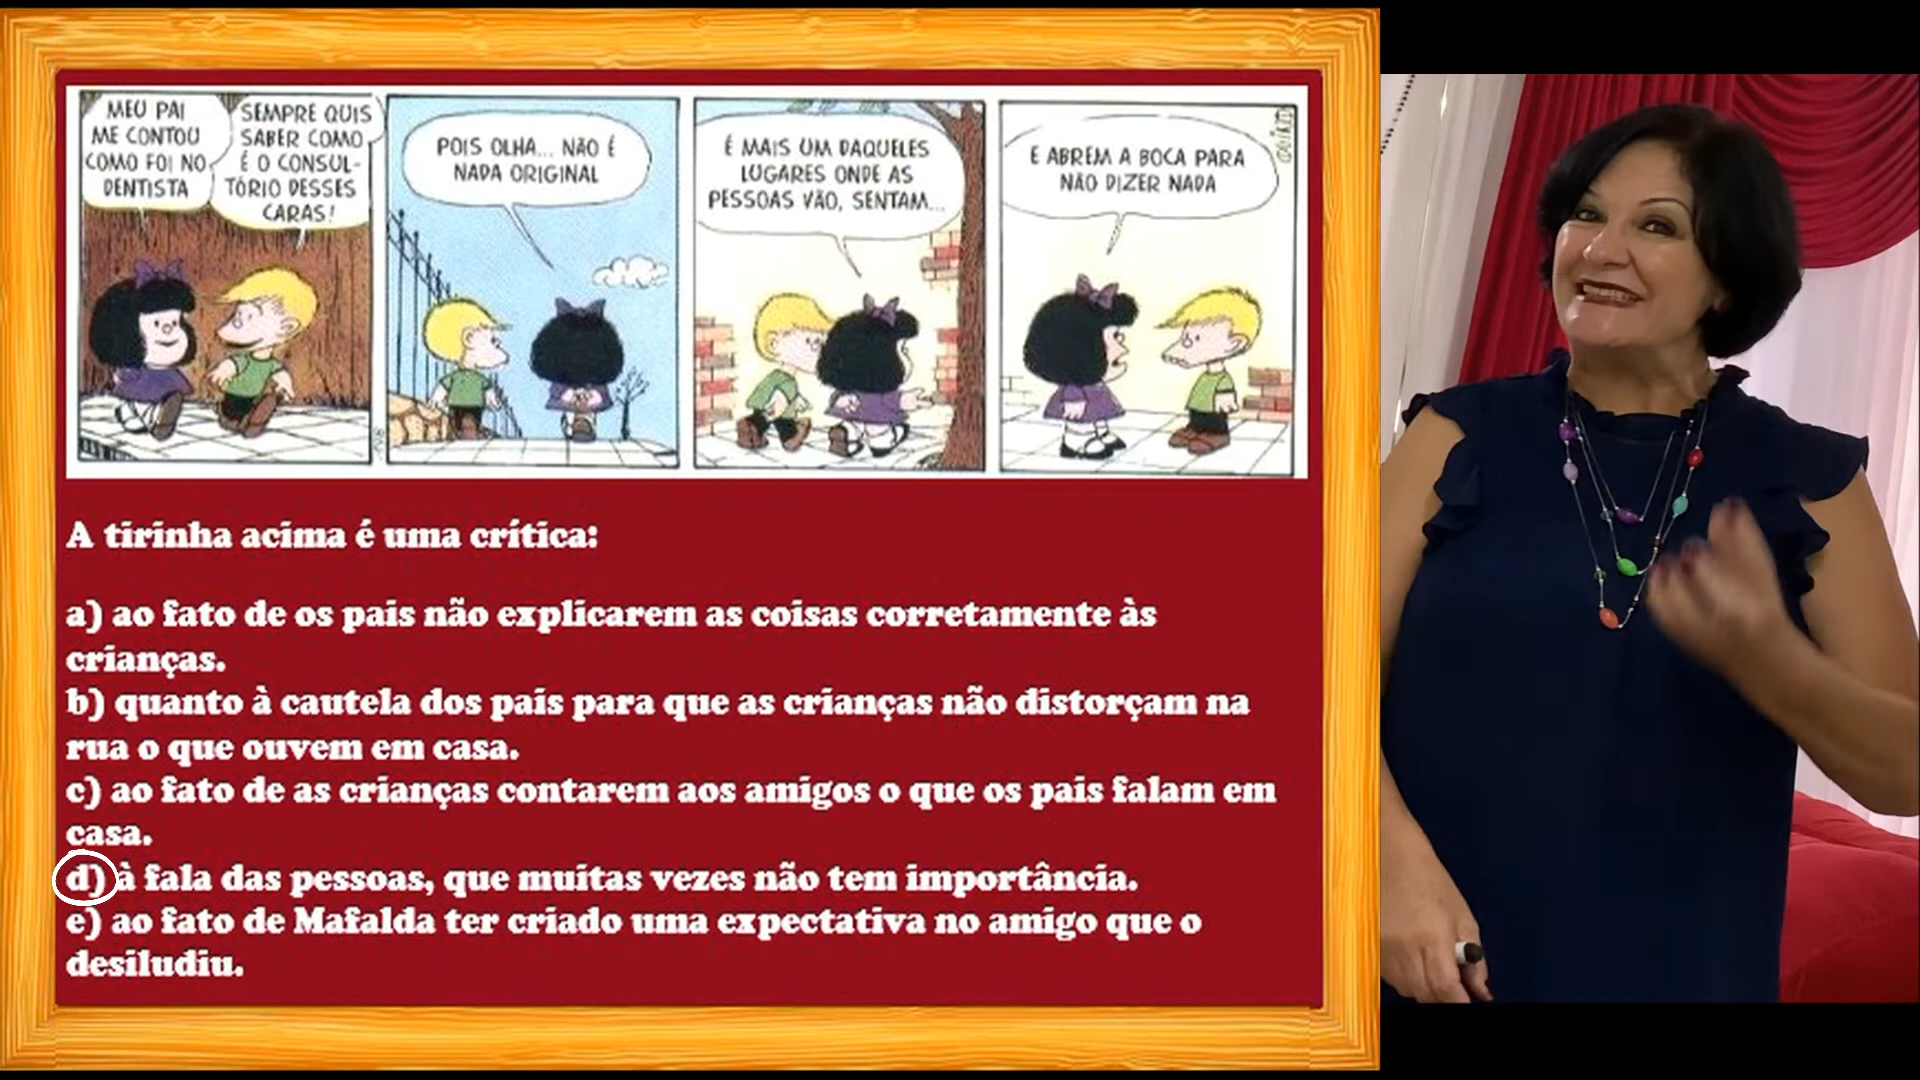 MEU PAI
ME CONTOU
COMO FOI NO
DENTISTA
SEMPRE QUIS
SABER COMO
É O CONSUL-
TÓRIO DESSES
CARAS!
POIS OLHA... NÃO É
NADA ORIGINAL
É MAIS UM DAQUELES
LUGARES ONDE AS
PESSOAS VÃO, SENTAM...
E ABREM A BOCA PARA
NÃO DIZER NADA
QUINO
A tirinha acima é uma crítica:
a) ao fato de os pais não explicarem as coisas corretamente às
crianças.
b) quanto à cautela dos pais para que as crianças não distorçam na
rua o que ouvem em casa.
c) ao fato de as crianças contarem aos amigos o que os pais falam em
casa.
d) à fala das pessoas, que muitas vezes não tem importância.
e) ao fato de Mafalda ter criado uma expectativa no amigo que o
desiludiu.